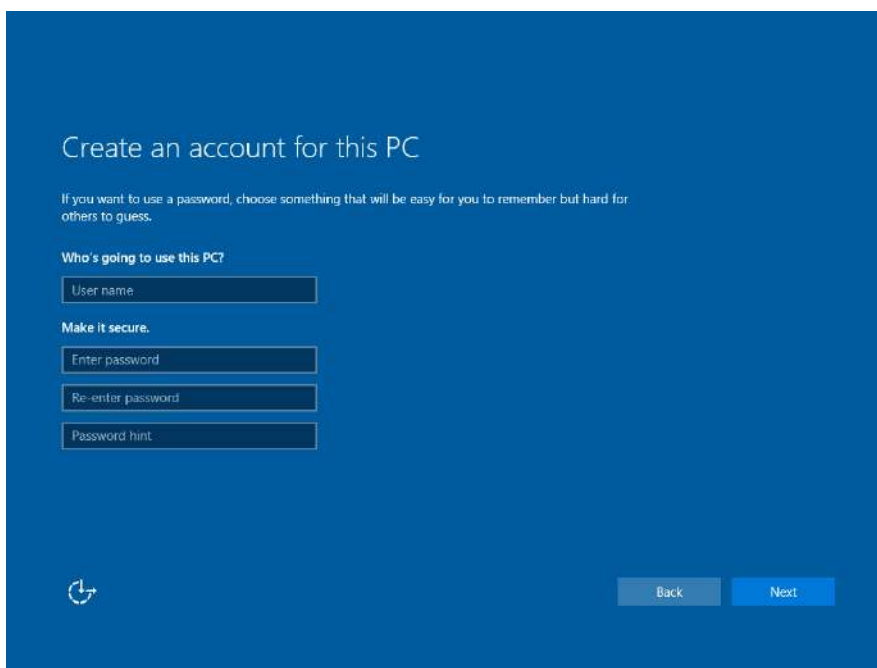 Create an account for this PC
If you want to use a password, choose something that will be easy for you to remember but hard for
others to guess.
Who's going to use this PC?
User name
Make it secure.
Enter password
Re-enter password
Password hint
Back
Next